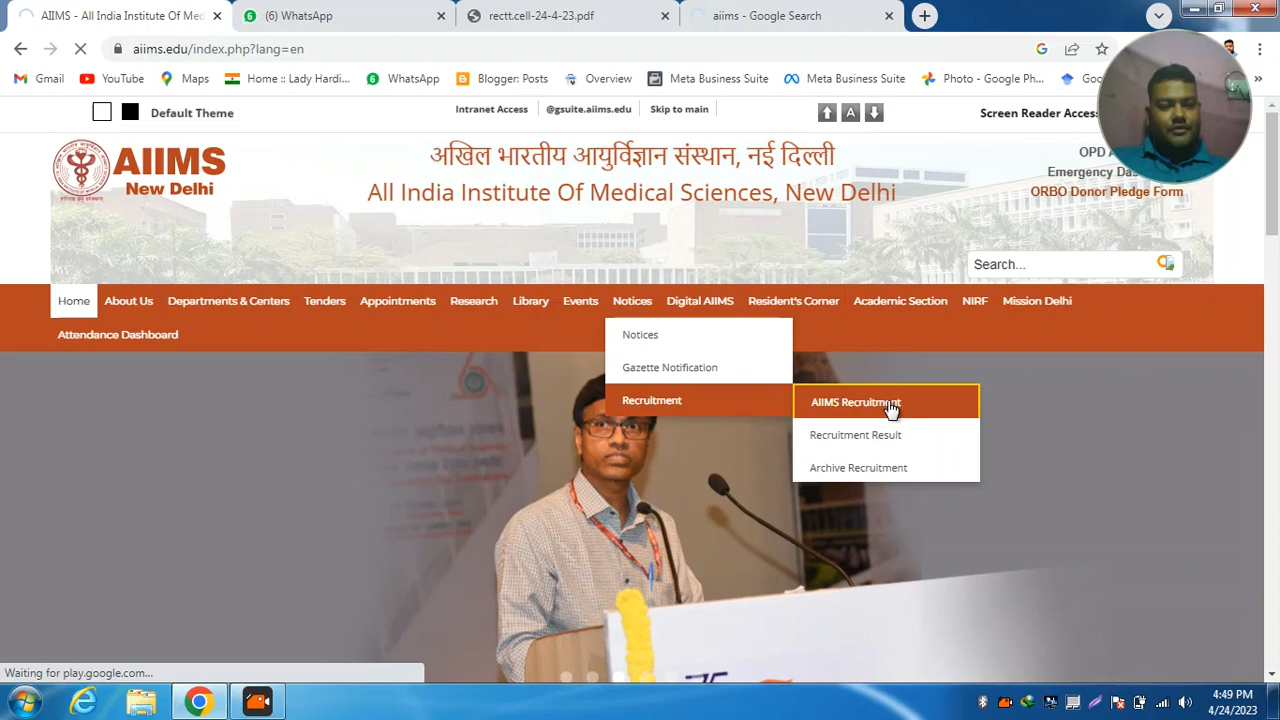 AIIMS - All India Institute Of Med
(6) WhatsApp
rectt.cell-24-4-23.pdf
aiims - Google Search
aiims.edu/index.php?lang=en
Gmail
YouTube
Maps
Home :: Lady Hardi...
WhatsApp
Blogger: Posts
Overview
Meta Business Suite
Meta Business Suite
Photo - Google Ph...
Default Theme
Intranet Access
@gsuite.aiims.edu
Skip to main
A
Screen Reader Acces
AIIMS
New Delhi
अखिल भारतीय आयुर्विज्ञान संस्थान, नई दिल्ली
All India Institute Of Medical Sciences, New Delhi
OPD A
Emergency Das
ORBO Donor Pledge Form
Search...
Home
About Us
Departments & Centers
Tenders
Appointments
Research
Library
Events
Notices
Digital AIIMS
Resident's Corner
Academic Section
NIRF
Mission Delhi
Attendance Dashboard
Notices
Gazette Notification
Recruitment
AIIMS Recruitment
Recruitment Result
Archive Recruitment
Waiting for play.google.com...
4:49 PM
4/24/2023